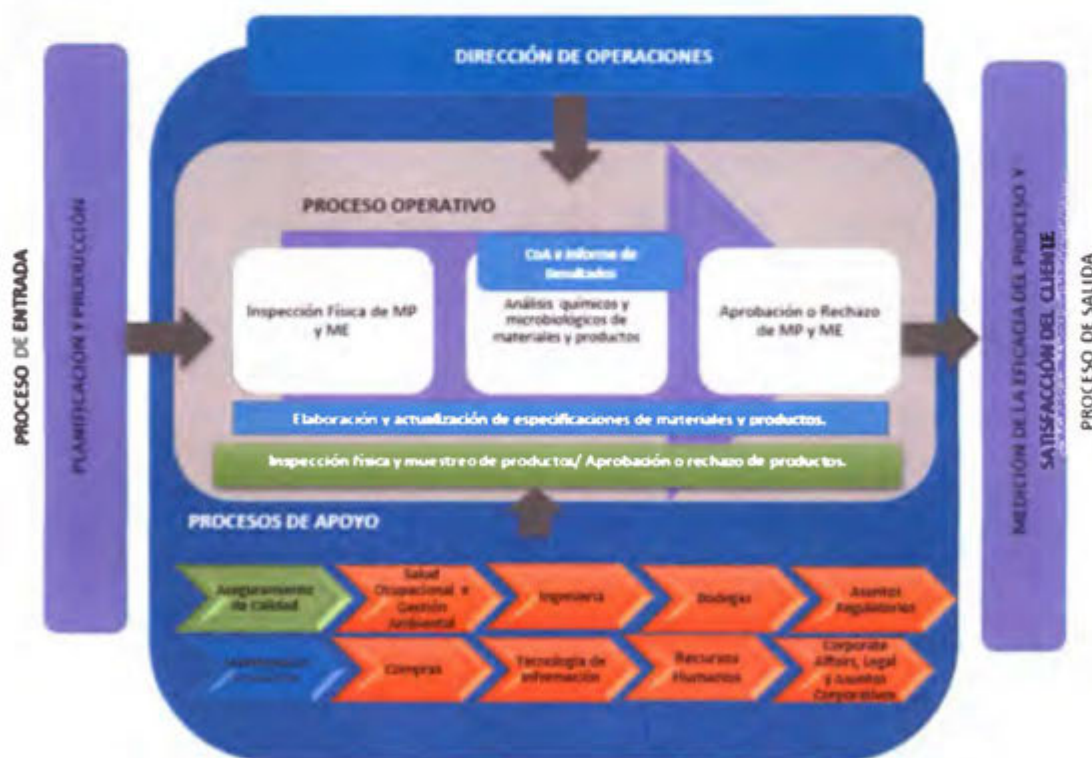 DIRECCIÓN DE OPERACIONES
PROCESO DE ENTRADA
PLANIFICACIÓN Y PRODUCCIÓN
PROCESO OPERATIVO
Inspección Física de MP
y ME
CoA e Informe de
Resultados
Análisis químicos y
microbiológicos de
materiales y productos
Aprobación o Rechazo
de MP y ME
Elaboración y actualización de especificaciones de materiales y productos.
Inspección física y muestreo de productos/ Aprobación o rechazo de productos.
PROCESOS DE APOYO
Aseguramiento
de Calidad
Salud
Ocupacional e
Gestión
Ambiental
Ingeniería
Bodegas
Asuntos
Regulatorios
Compras
Tecnología de
Información
Recursos
Humanos
Corporate
Affairs, Legal
y Asuntos
Corporativos
MEDICIÓN DE LA EFICACIA DEL PROCESO Y
SATISFACCIÓN DEL CLIENTE
PROCESO DE SALIDA